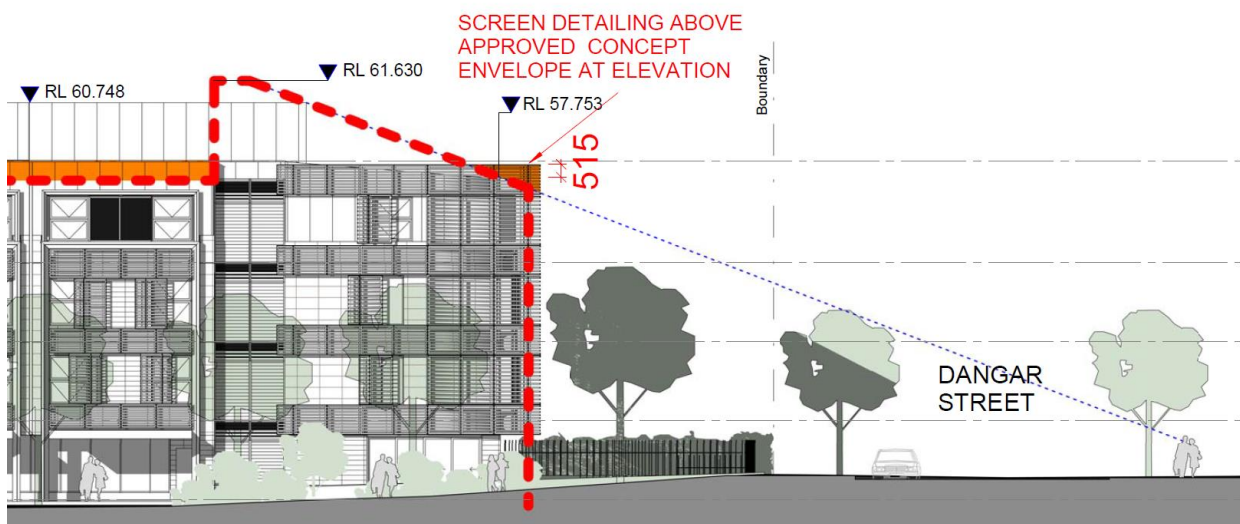 SCREEN DETAILING ABOVE
APPROVED CONCEPT
ENVELOPE AT ELEVATION
RL 61.630
RL 60.748
RL 57.753
Boundary
515
DANGAR
STREET